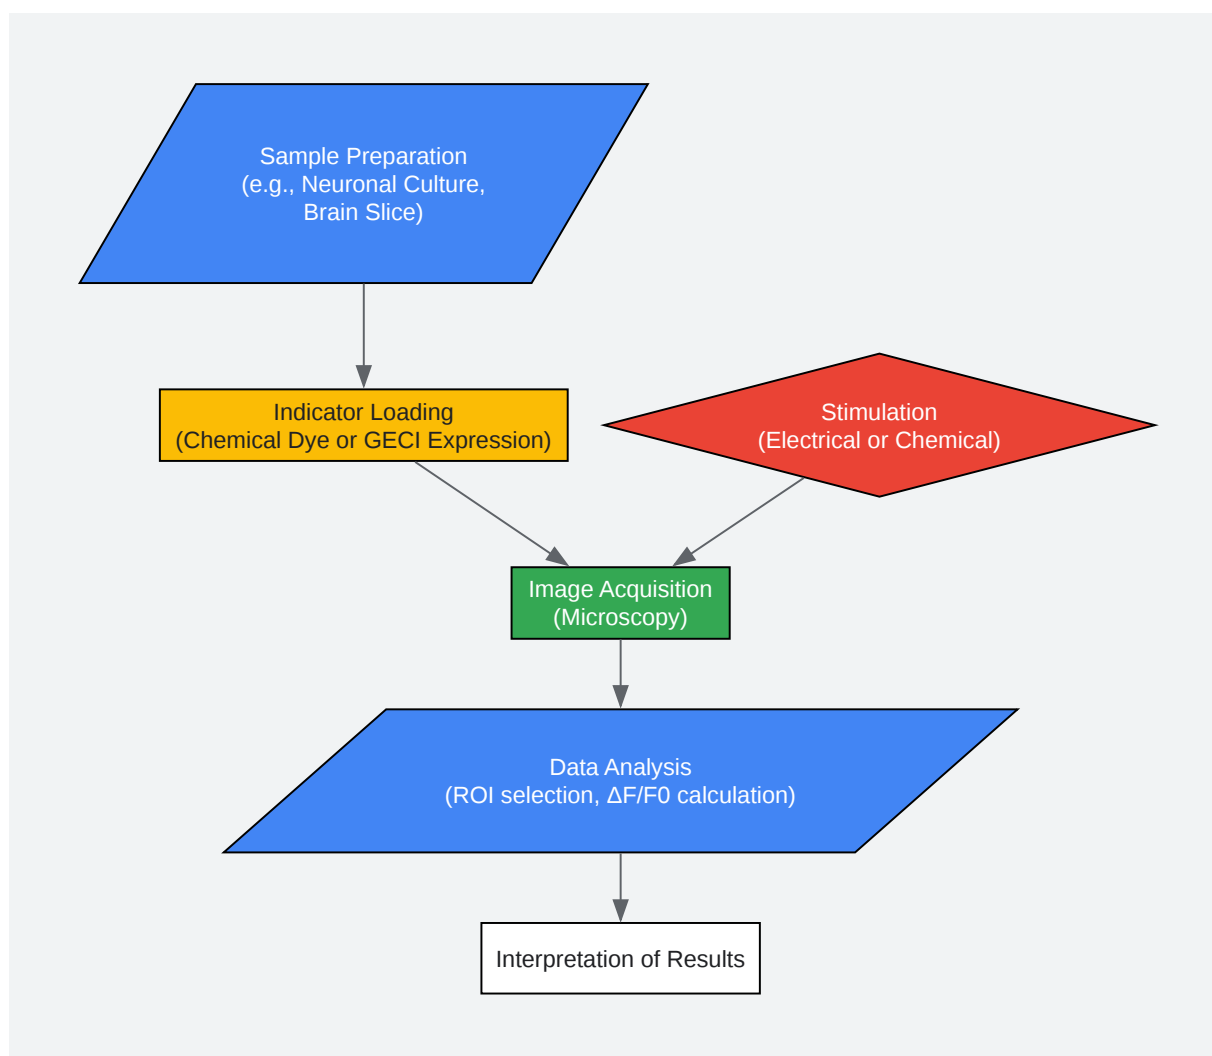 Sample Preparation
(e.g., Neuronal Culture,
Brain Slice)
Indicator Loading
(Chemical Dye or GECI Expression)
Stimulation
(Electrical or Chemical)
Image Acquisition
(Microscopy)
Data Analysis
(ROI selection, ΔF/F0 calculation)
Interpretation of Results